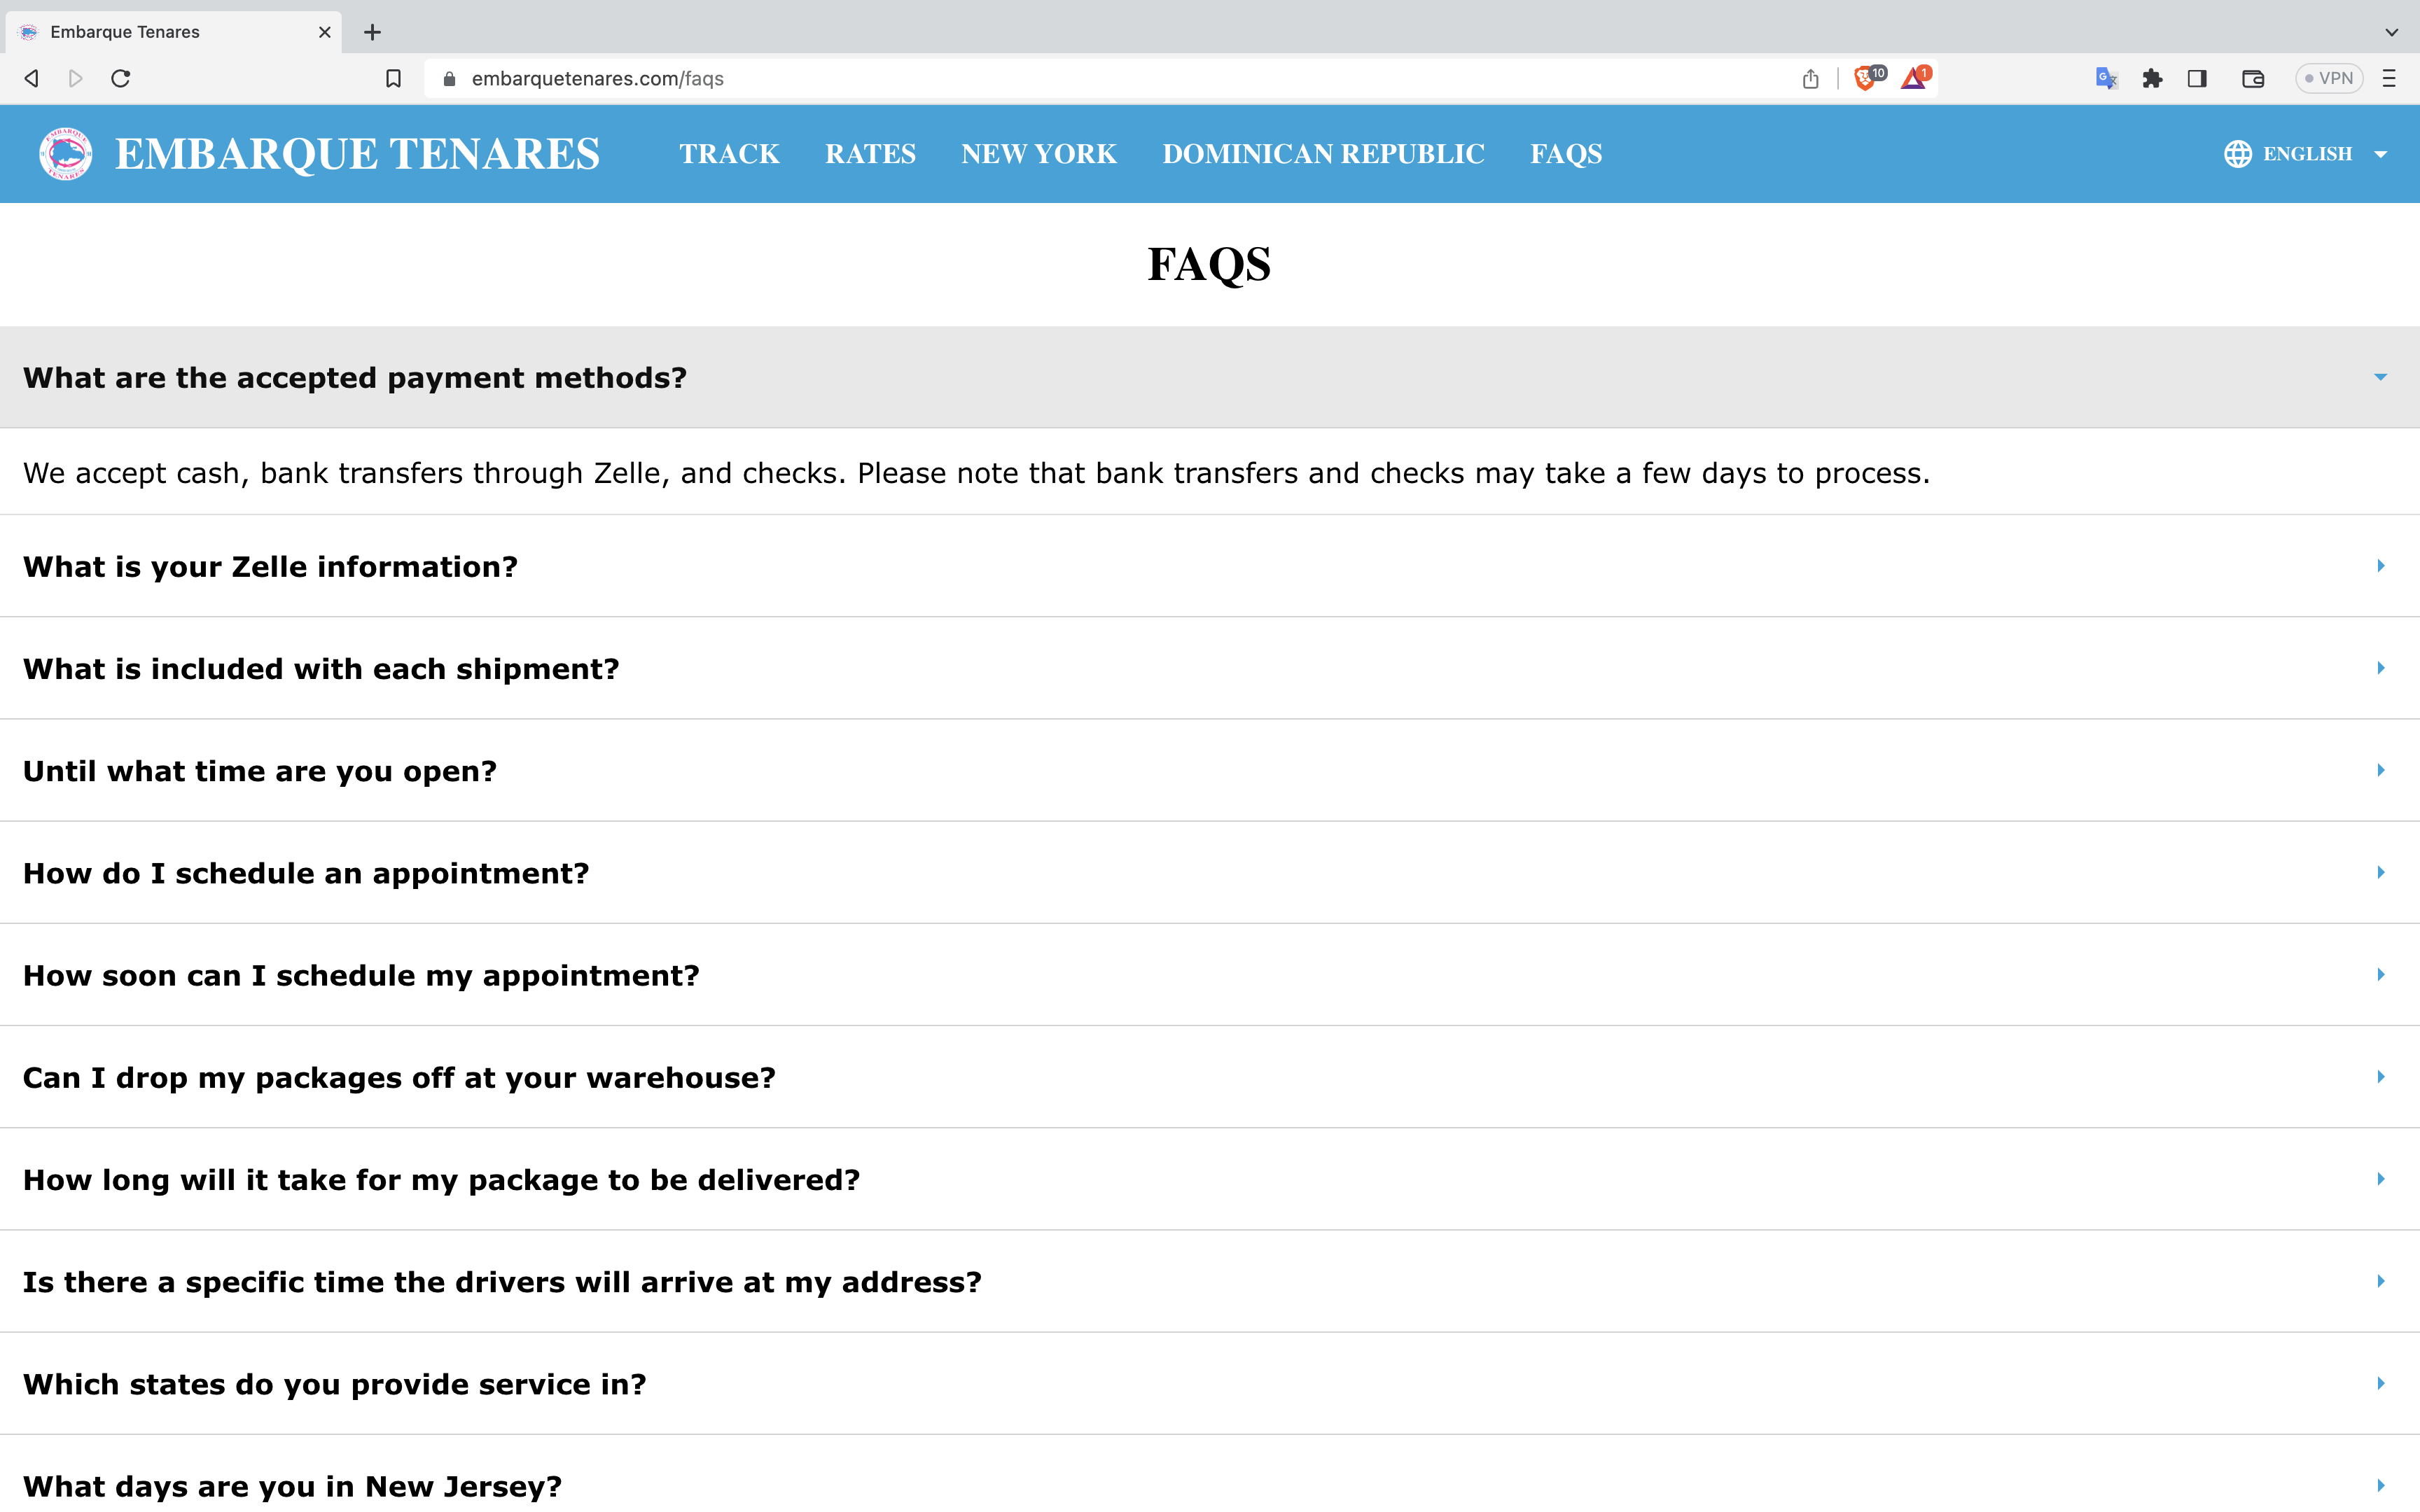 Embarque Tenares
embarquetenares.com/faqs
10
1
VPN
EMBARQUE TENARES
EMBARQUE TENARES TRACK RATES NEW YORK DOMINICAN REPUBLIC FAQS ENGLISH
FAQS
What are the accepted payment methods?
We accept cash, bank transfers through Zelle, and checks. Please note that bank transfers and checks may take a few days to process.
What is your Zelle information?
What is included with each shipment?
Until what time are you open?
How do I schedule an appointment?
How soon can I schedule my appointment?
Can I drop my packages off at your warehouse?
How long will it take for my package to be delivered?
Is there a specific time the drivers will arrive at my address?
Which states do you provide service in?
What days are you in New Jersey?